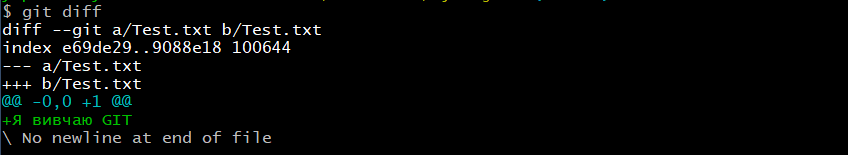 $ git diff
diff --git a/Test.txt b/Test.txt
index e69de29..9088e18 100644
--- a/Test.txt
+++ b/Test.txt
@@ -0,0 +1 @@
+Я вивчаю GIT
\ No newline at end of file